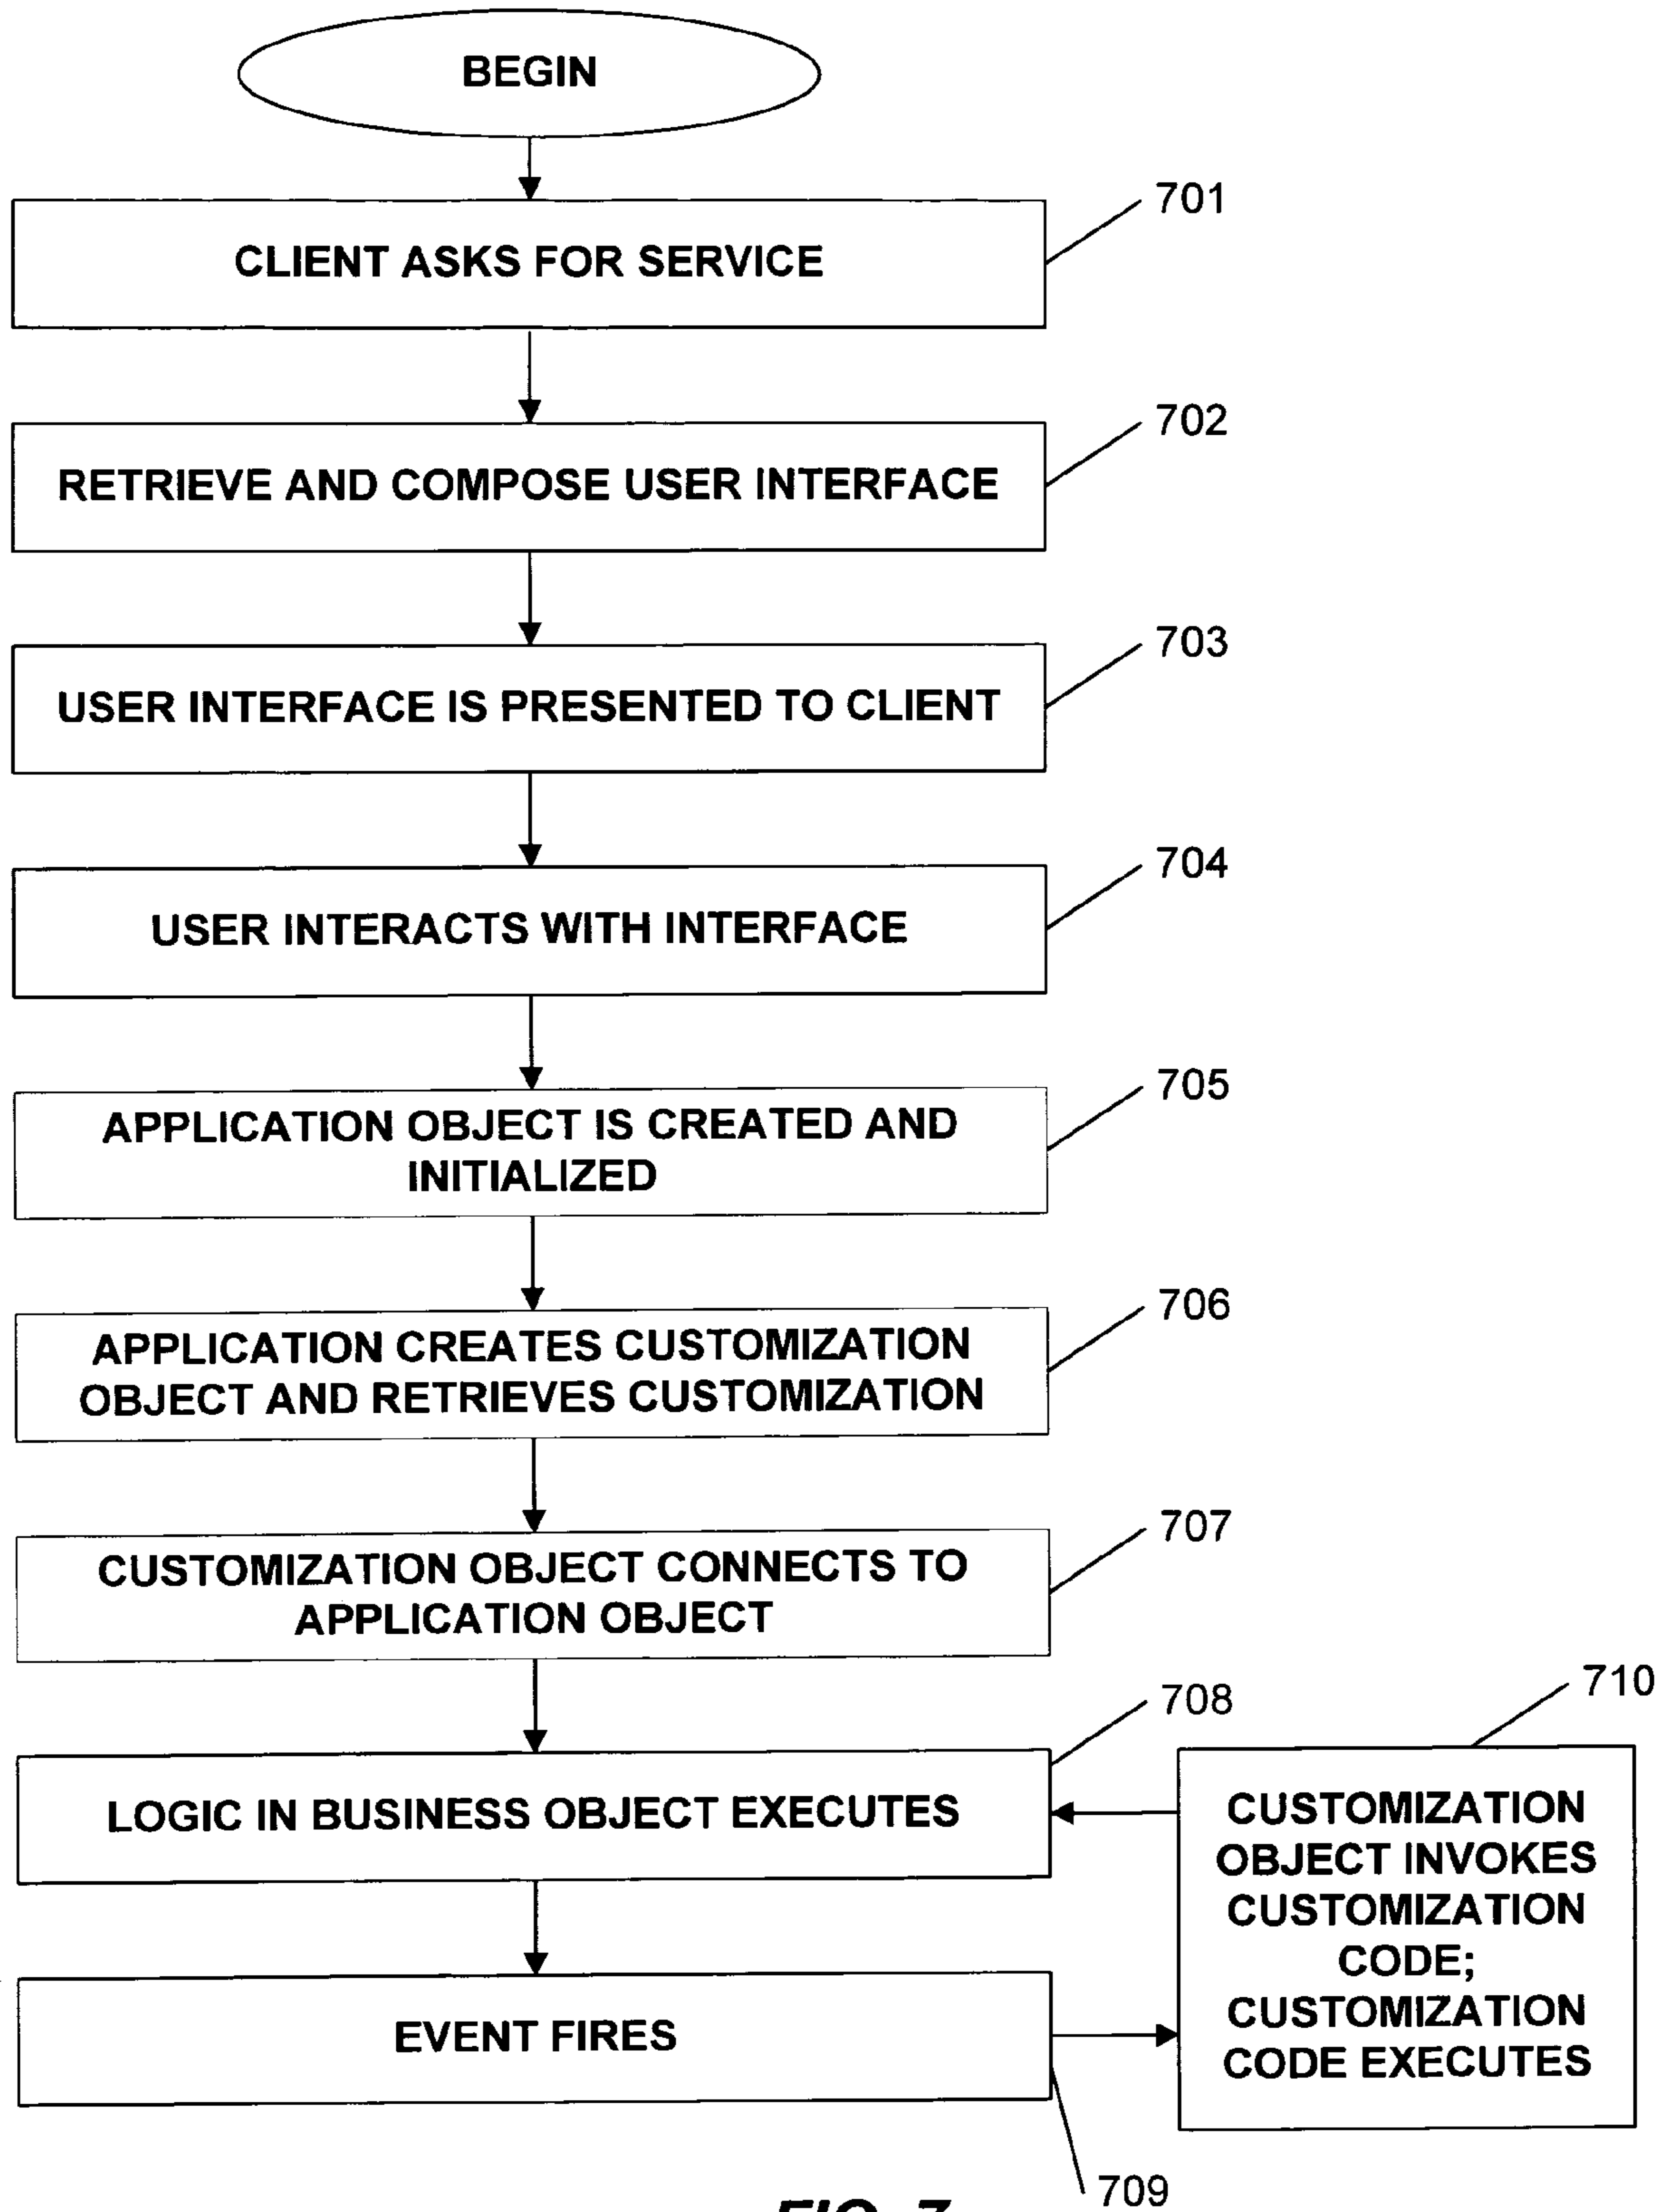 BEGIN
701
CLIENT ASKS FOR SERVICE
702
RETRIEVE AND COMPOSE USER INTERFACE
703
USER INTERFACE IS PRESENTED TO CLIENT
704
USER INTERACTS WITH INTERFACE
705
APPLICATION OBJECT IS CREATED AND
INITIALIZED
706
APPLICATION CREATES CUSTOMIZATION
OBJECT AND RETRIEVES CUSTOMIZATION
707
CUSTOMIZATION OBJECT CONNECTS TO
APPLICATION OBJECT
708
LOGIC IN BUSINESS OBJECT EXECUTES
710
CUSTOMIZATION
OBJECT INVOKES
CUSTOMIZATION
CODE;
CUSTOMIZATION
CODE EXECUTES
EVENT FIRES
709
FIG. 7